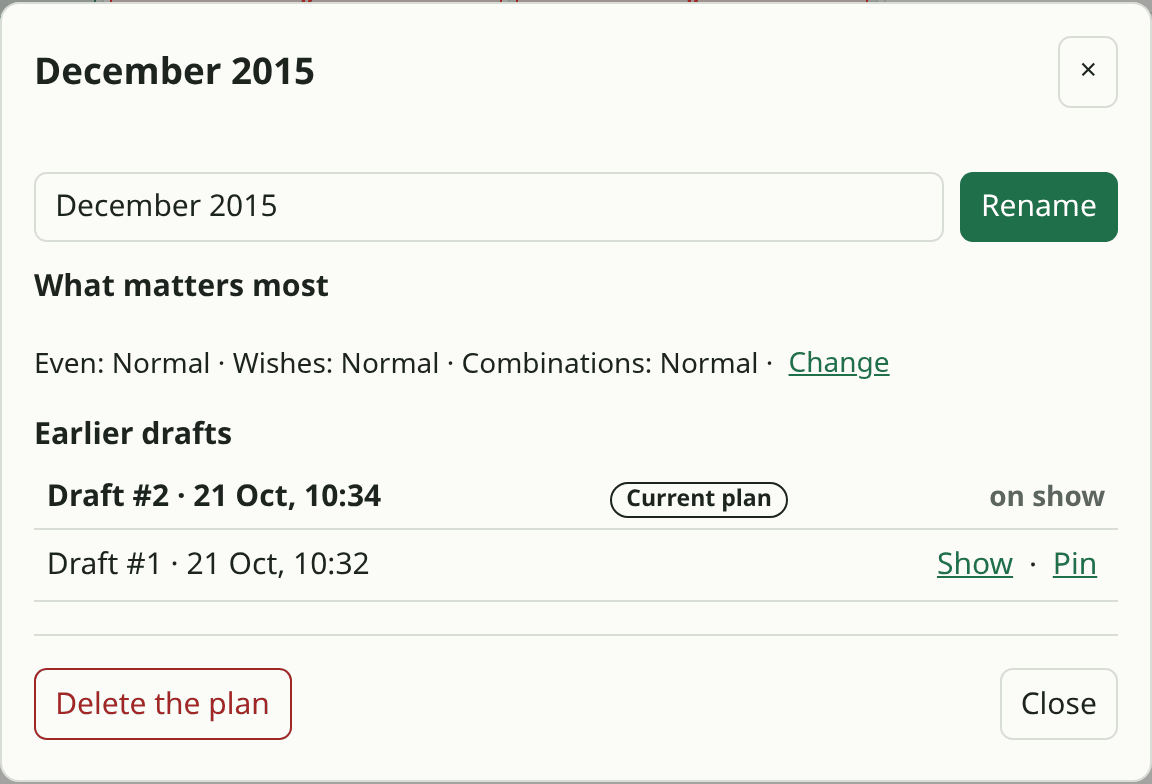 December 2015
×
December 2015
Rename
What matters most
Even: Normal · Wishes: Normal · Combinations: Normal · Change
Earlier drafts
Draft #2 · 21 Oct, 10:34 Current plan on show
Draft #1 · 21 Oct, 10:32 Show · Pin
Delete the plan
Close